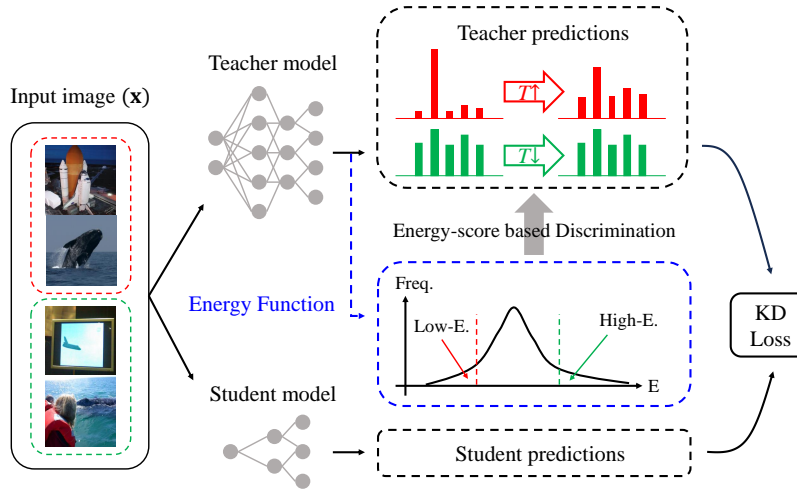 Input image (x)
Teacher model
Teacher predictions
T↑
T↓
Energy-score based Discrimination
Energy Function
Freq.
Low-E.
High-E.
E
Student model
Student predictions
KD
Loss